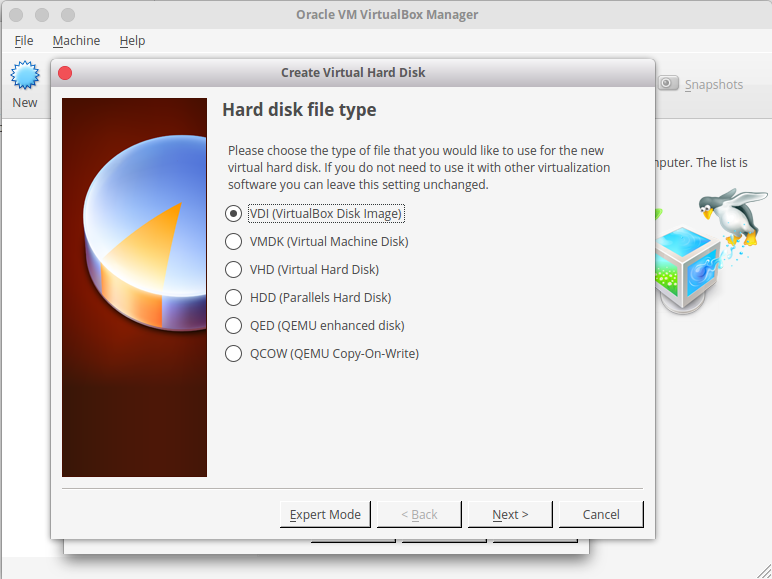 Oracle VM VirtualBox Manager
File Machine Help
Create Virtual Hard Disk
New
Snapshots
Hard disk file type
Please choose the type of file that you would like to use for the new
virtual hard disk. If you do not need to use it with other virtualization
software you can leave this setting unchanged.
The list is
VDI (VirtualBox Disk Image)
VMDK (Virtual Machine Disk)
VHD (Virtual Hard Disk)
HDD (Parallels Hard Disk)
QED (QEMU enhanced disk)
QCOW (QEMU Copy-On-Write)
Expert Mode < Back Next > Cancel